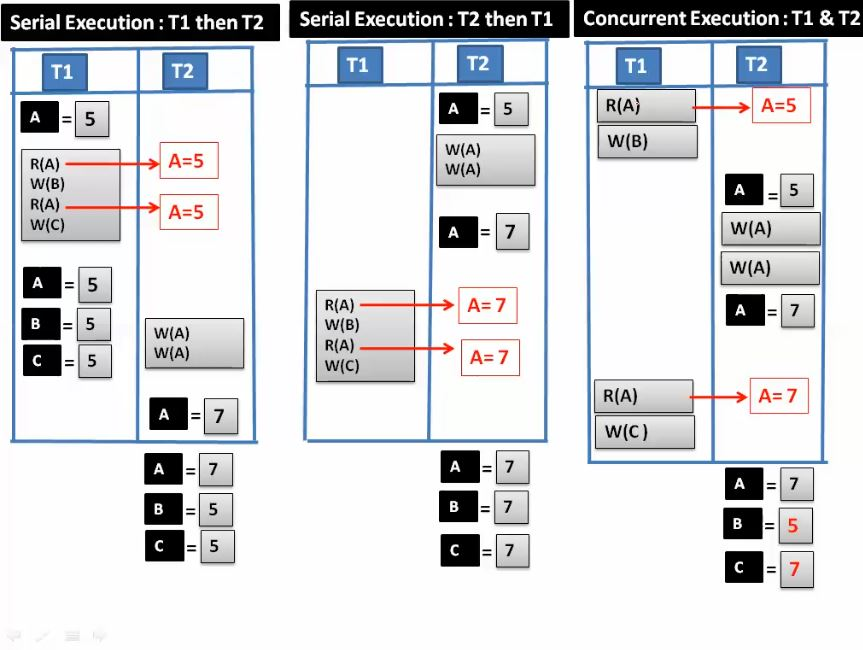 Serial Execution : T1 then T2
T1
T2
A = 5
R(A)
A=5
W(B)
R(A)
A=5
W(C)
A = 5
B = 5
C = 5
W(A)
W(A)
A = 7
A = 7
B = 5
C = 5
Serial Execution : T2 then T1
T1
T2
A = 5
W(A)
W(A)
A = 7
R(A)
A= 7
W(B)
R(A)
A= 7
W(C)
A = 7
B = 7
C = 7
Concurrent Execution : T1 & T2
T1
T2
R(A)
A=5
W(B)
A = 5
W(A)
W(A)
A = 7
R(A)
A= 7
W(C )
A = 7
B = 5
C = 7